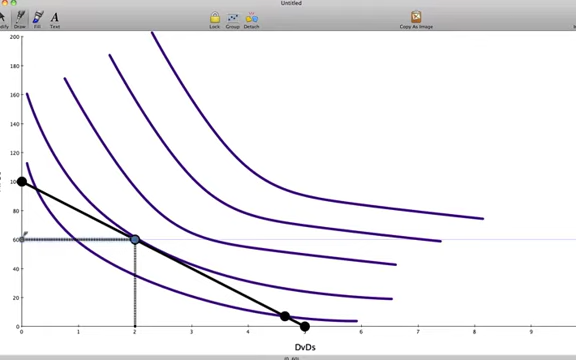 Untitled
Draw Fill Text Lock Group Detach Copy As Image
200
180
160
140
120
100
80
60
40
20
0
0 1 2 3 4 5 6 7 8 9
DvDs